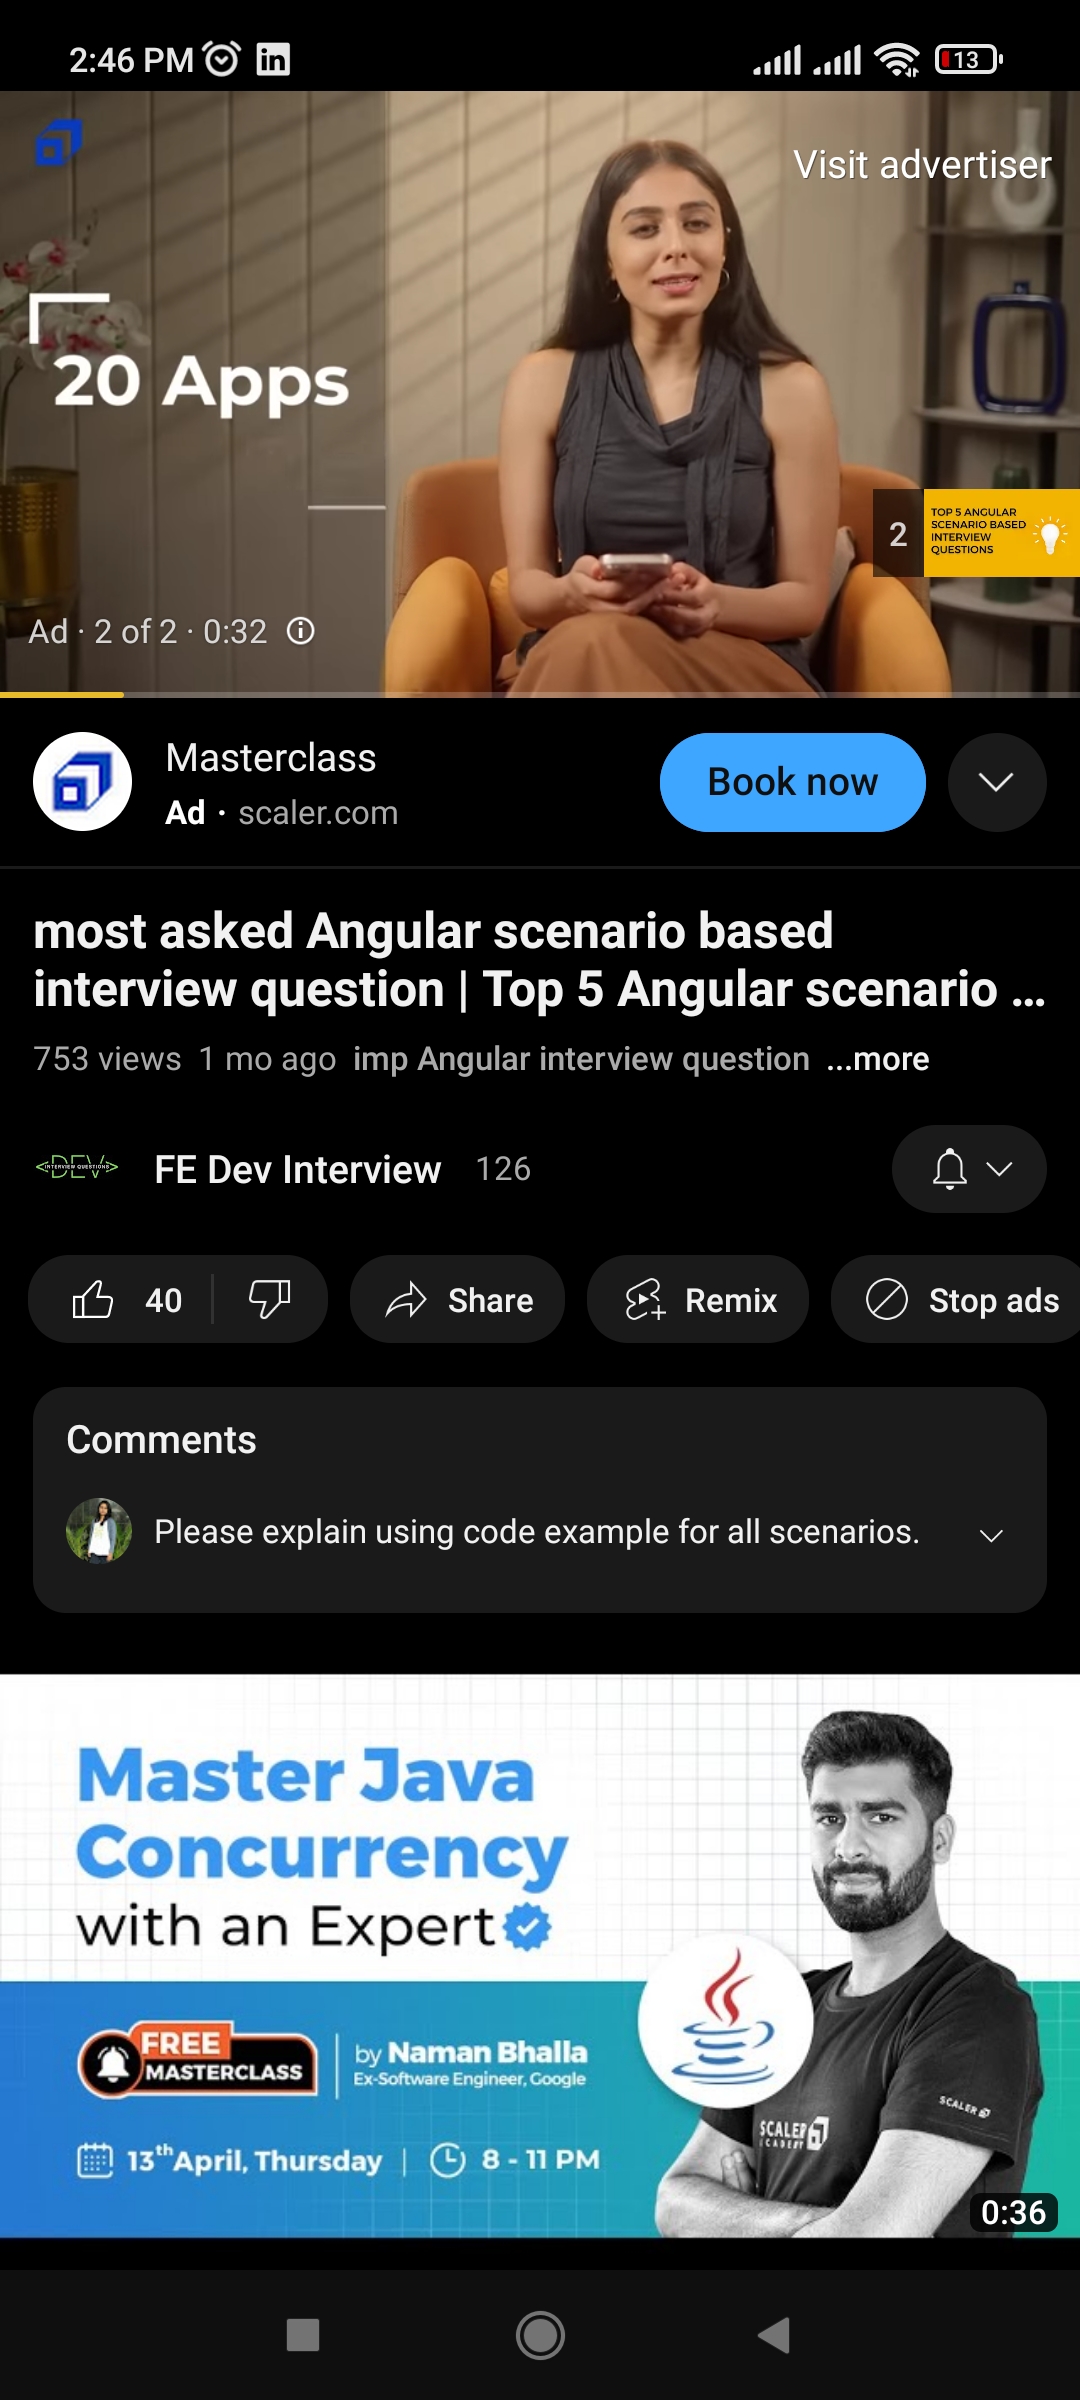 2:46 PM
13
Visit advertiser
20 Apps
2
TOP 5 ANGULAR
SCENARIO BASED
INTERVIEW
QUESTIONS
Ad · 2 of 2 · 0:32
Masterclass
Ad · scaler.com
Book now
most asked Angular scenario based
interview question | Top 5 Angular scenario ...
753 views 1 mo ago imp Angular interview question ...more
<DEV>
INTERVIEW QUESTIONS
FE Dev Interview 126
40
Share
Remix
Stop ads
Comments
Please explain using code example for all scenarios.
Master Java
Concurrency
with an Expert
FREE
MASTERCLASS
by Naman Bhalla
Ex-Software Engineer, Google
13th April, Thursday | 8 - 11 PM
SCALER
SCALER
ACADEMY
0:36